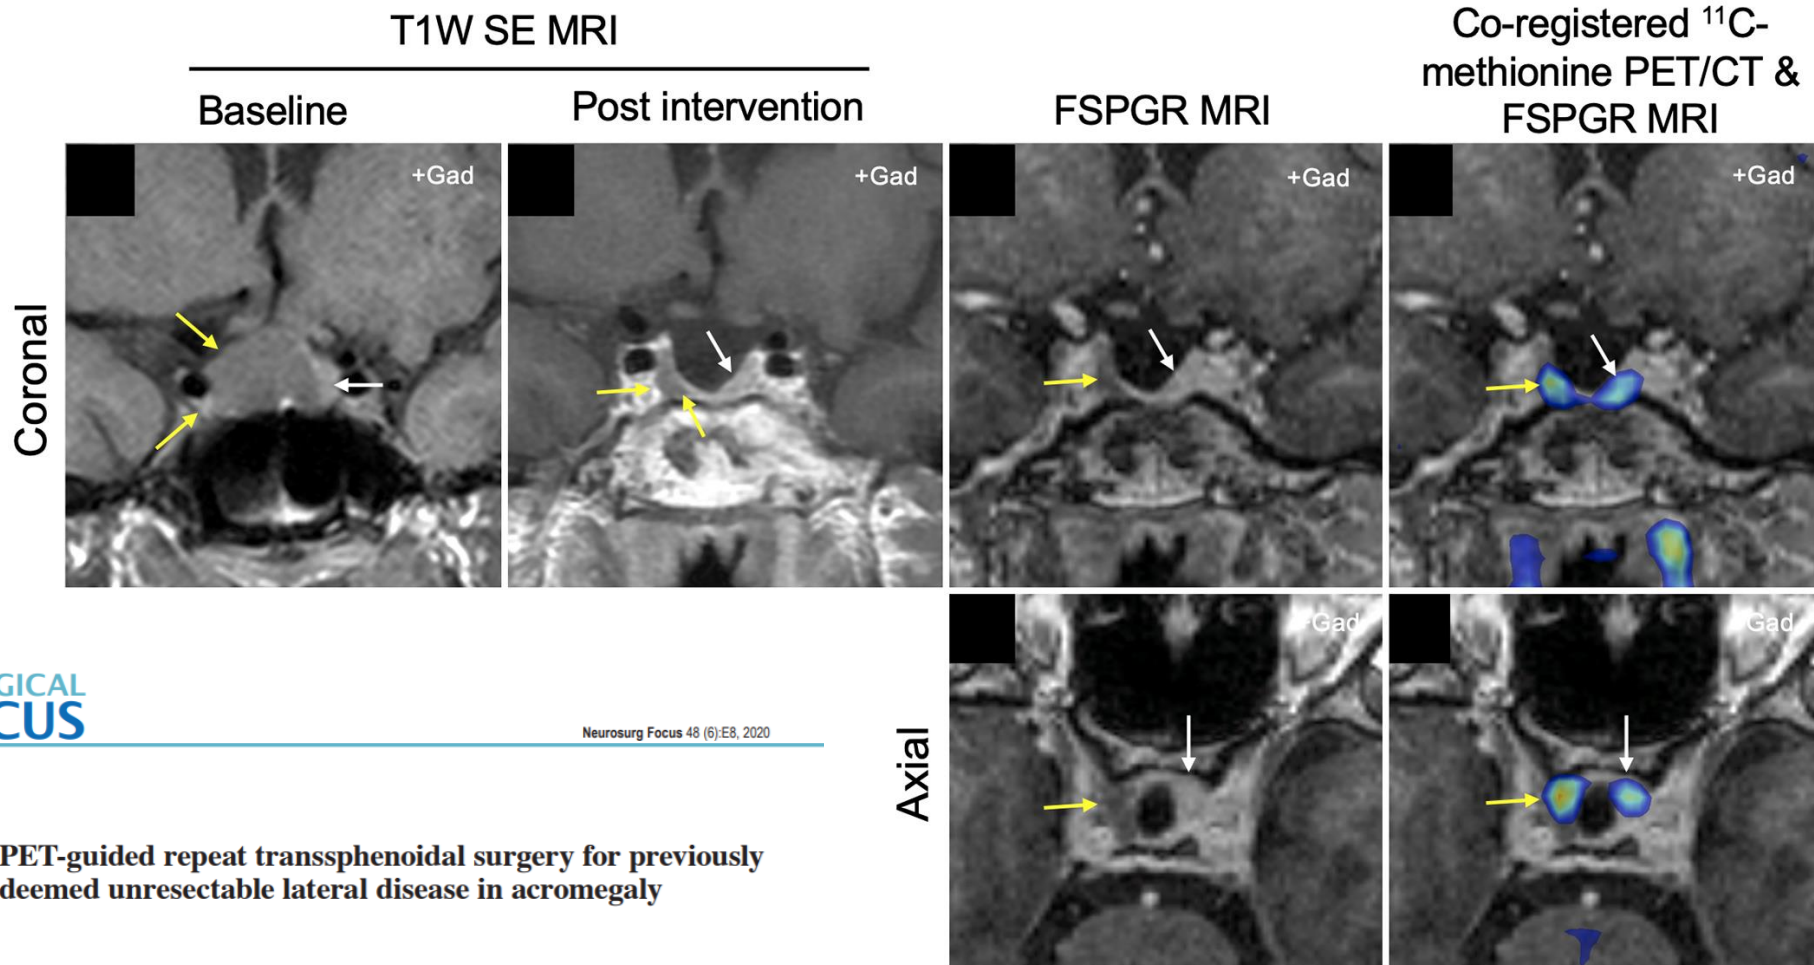 T1W SE MRI
Baseline
Post intervention
FSPGR MRI
Co-registered ¹¹C-
methionine PET/CT &
FSPGR MRI
+Gad
+Gad
+Gad
+Gad
Coronal
Gad
Gad
Axial
GICAL
CUS
Neurosurg Focus 48 (6):E8, 2020
PET-guided repeat transsphenoidal surgery for previously
deemed unresectable lateral disease in acromegaly